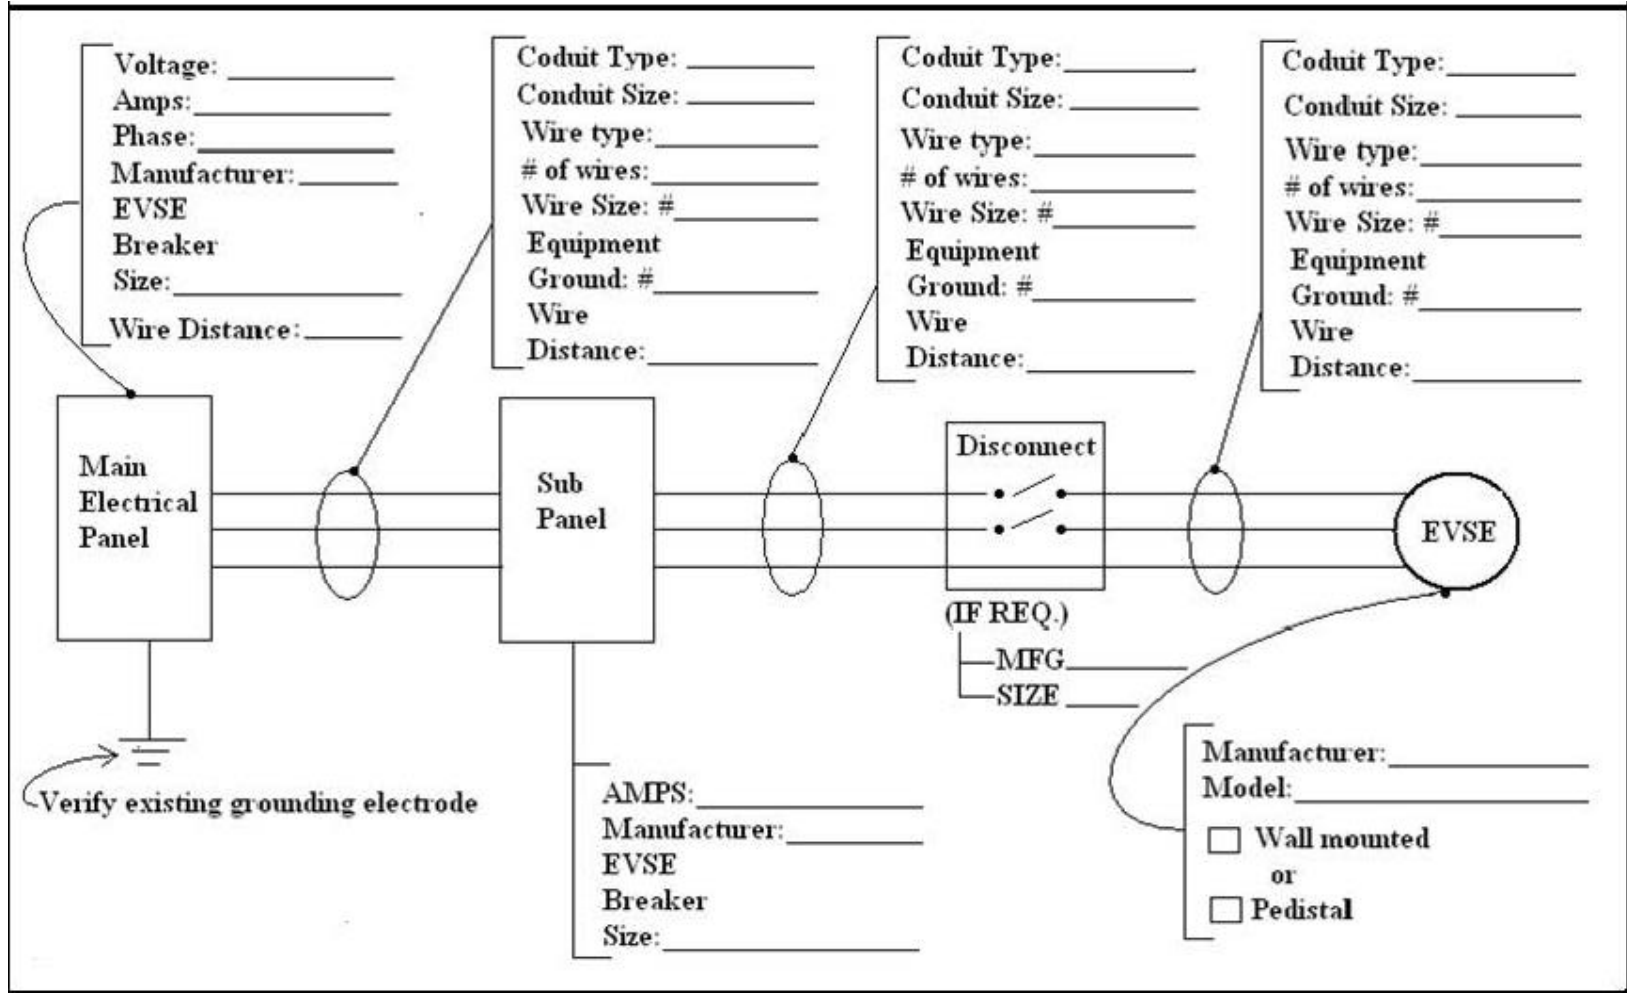 Voltage:
Amps:
Phase:
Manufacturer:
EVSE
Breaker
Size:
Wire Distance:
Coduit Type:
Conduit Size:
Wire type:
# of wires:
Wire Size: #
Equipment
Ground: #
Wire
Distance:
Coduit Type:
Conduit Size:
Wire type:
# of wires:
Wire Size: #
Equipment
Ground: #
Wire
Distance:
Coduit Type:
Conduit Size:
Wire type:
# of wires:
Wire Size: #
Equipment
Ground: #
Wire
Distance:
Main
Electrical
Panel
Sub
Panel
Disconnect
EVSE
(IF REQ.)
MFG
SIZE
Verify existing grounding electrode
AMPS:
Manufacturer:
EVSE
Breaker
Size:
Manufacturer:
Model:
Wall mounted
or
Pedistal